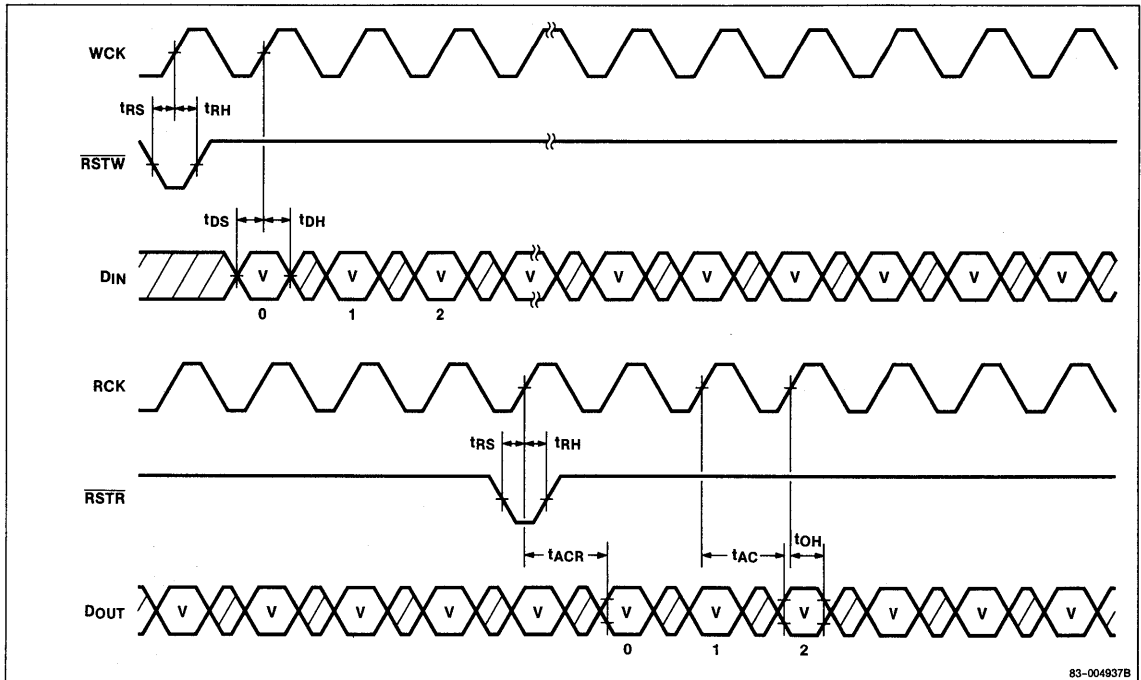 WCK
tRS tRH
RSTW
tDS tDH
DIN V V V V V V V V V V
0 1 2
RCK
tRS tRH
RSTR
tACR tAC tOH
DOUT V V V V V V V V V V V
0 1 2
83-004937B